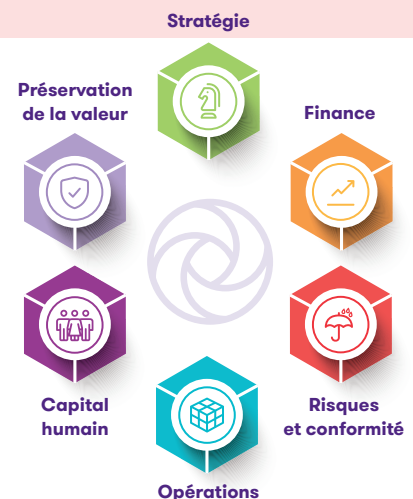 Stratégie
Préservation
de la valeur
Finance
Capital
humain
Risques
et conformité
Opérations